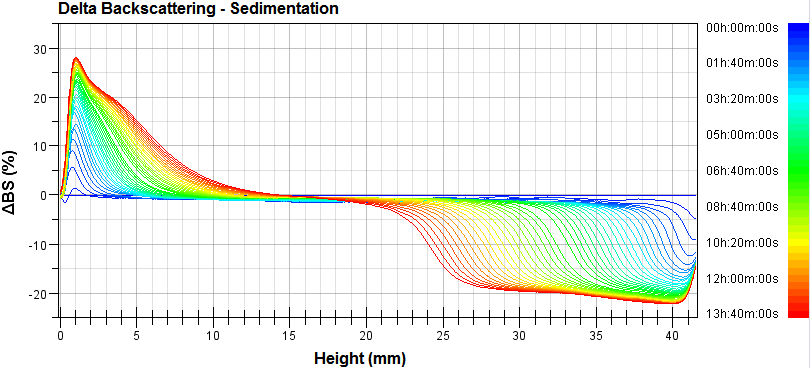 Delta Backscattering - Sedimentation
ΔBS (%)
30
20
10
0
-10
-20
0
5
10
15
20
25
30
35
40
Height (mm)
00h:00m:00s
01h:40m:00s
03h:20m:00s
05h:00m:00s
06h:40m:00s
08h:40m:00s
10h:20m:00s
12h:00m:00s
13h:40m:00s